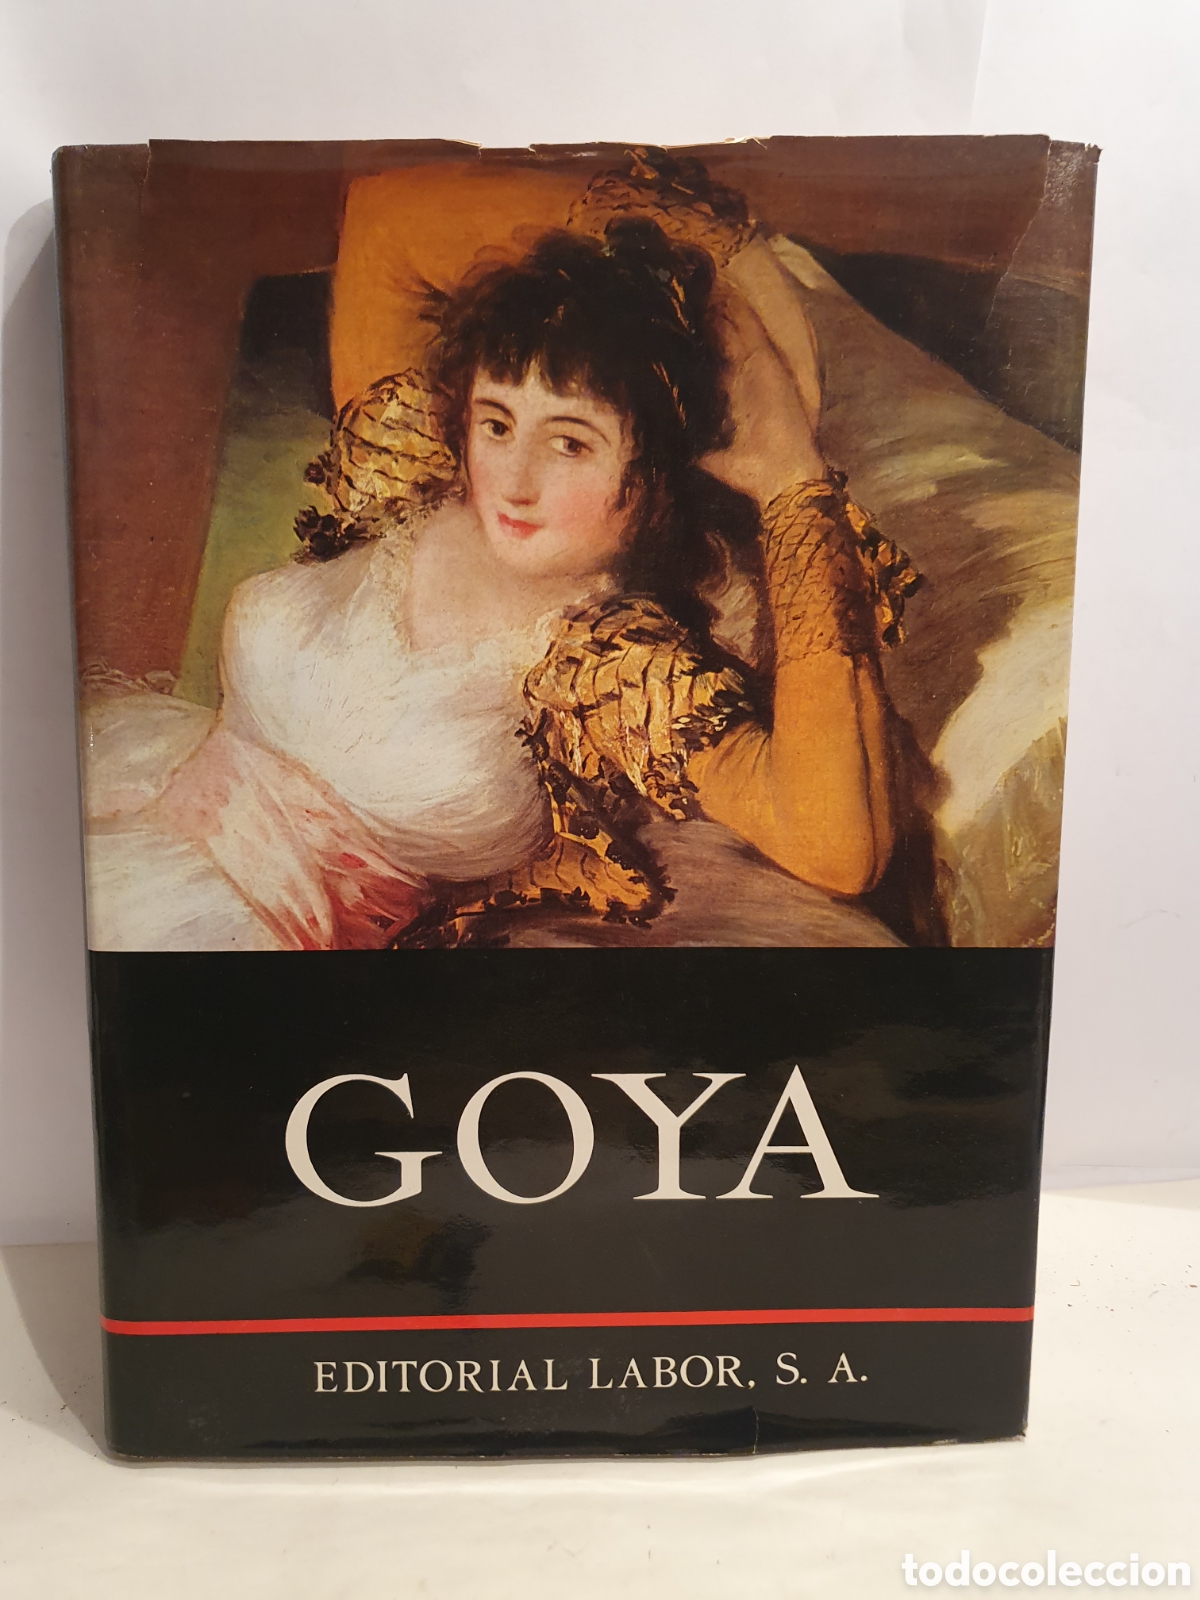 GOYA
EDITORIAL LABOR, S. A.
todocoleccion